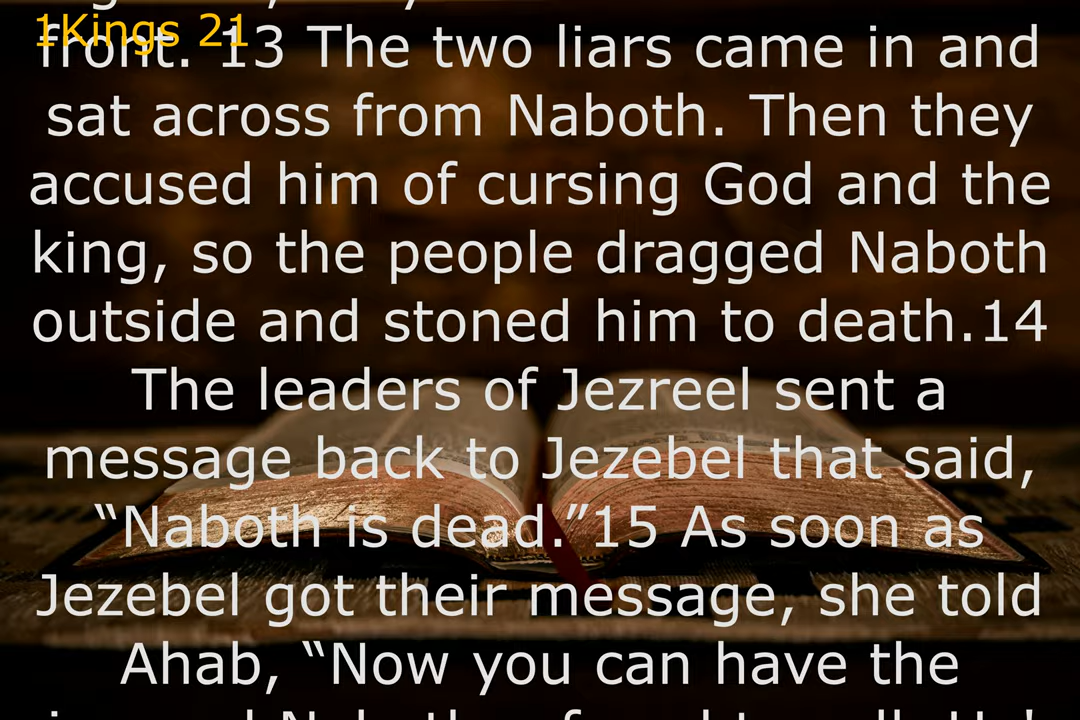 1Kings 21
front. 13 The two liars came in and
sat across from Naboth. Then they
accused him of cursing God and the
king, so the people dragged Naboth
outside and stoned him to death.14
The leaders of Jezreel sent a
message back to Jezebel that said,
“Naboth is dead.”15 As soon as
Jezebel got their message, she told
Ahab, “Now you can have the